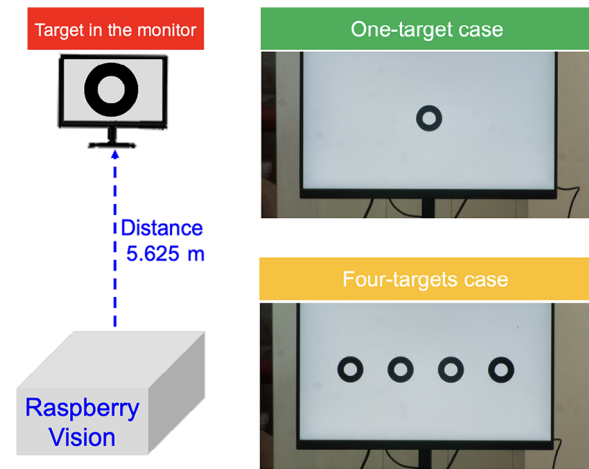 Target in the monitor
One-target case
Distance
5.625 m
Four-targets case
Raspberry
Vision